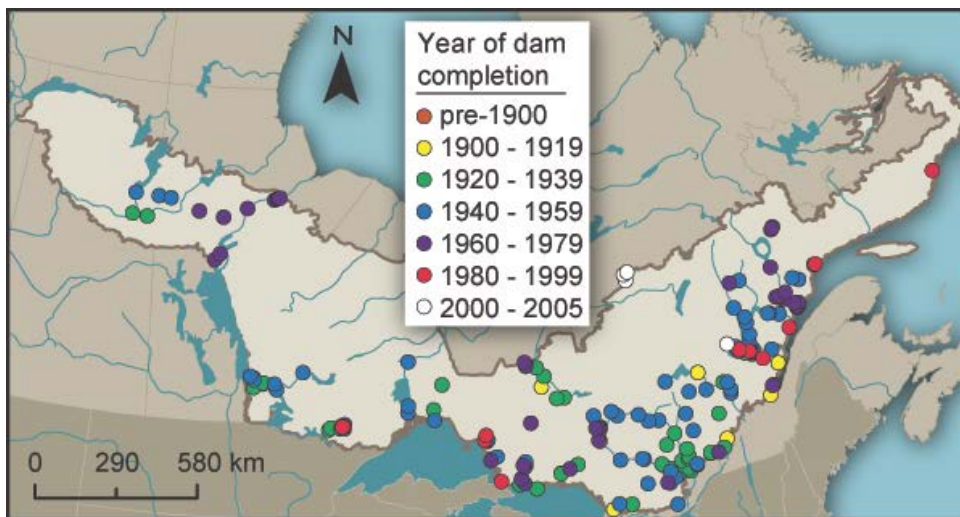 N
Year of dam
completion
pre-1900
1900 - 1919
1920 - 1939
1940 - 1959
1960 - 1979
1980 - 1999
2000 - 2005
0 290 580 km